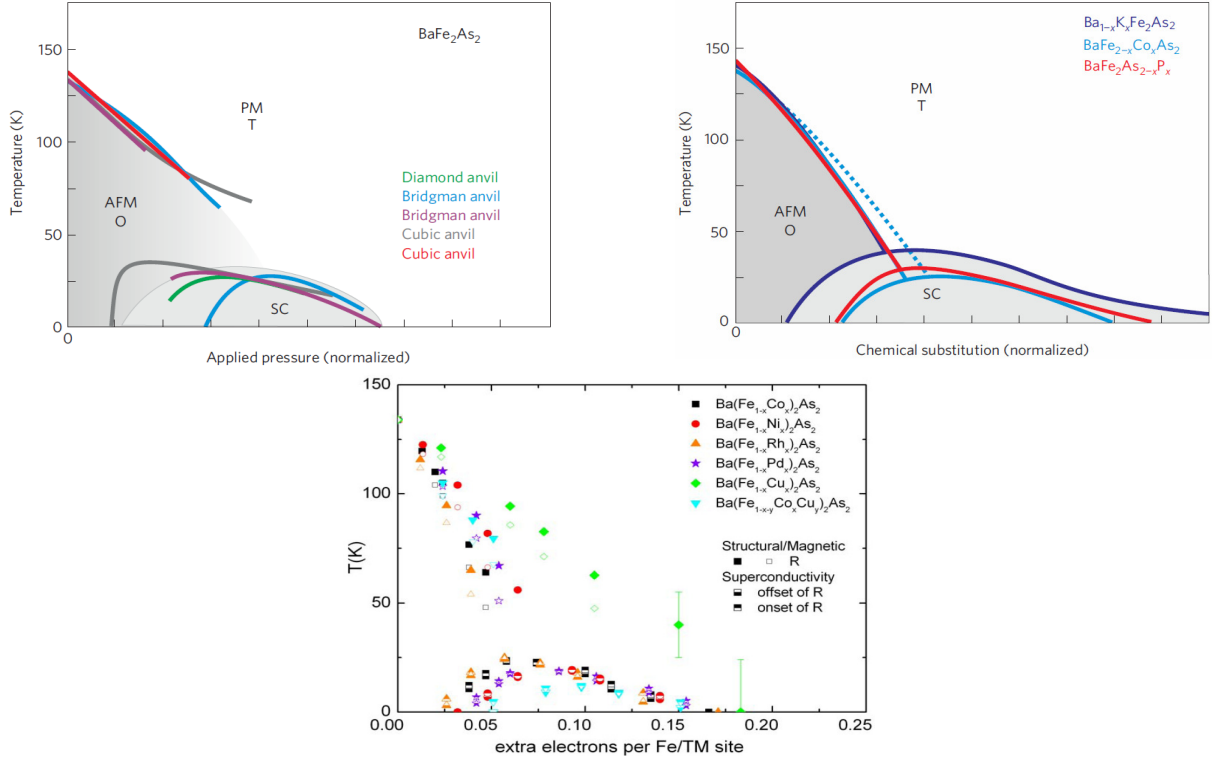 BaFe₂As₂
150
100
50
0
0
Temperature (K)
PM
T
AFM
O
SC
Diamond anvil
Bridgman anvil
Bridgman anvil
Cubic anvil
Cubic anvil
Applied pressure (normalized)
Ba₁₋ₓKₓFe₂As₂
BaFe₂₋ₓCoₓAs₂
BaFe₂As₂₋ₓPₓ
150
100
50
0
0
Temperature (K)
PM
T
AFM
O
SC
Chemical substitution (normalized)
150
100
50
0
T(K)
Ba(Fe₁₋ₓCoₓ)₂As₂
Ba(Fe₁₋ₓNiₓ)₂As₂
Ba(Fe₁₋ₓRhₓ)₂As₂
Ba(Fe₁₋ₓPdₓ)₂As₂
Ba(Fe₁₋ₓCuₓ)₂As₂
Ba(Fe₁₋ₓ₋ᵧCoₓCuᵧ)₂As₂
Structural/Magnetic
R
Superconductivity
offset of R
onset of R
0.05 0.10 0.15 0.20 0.25
extra electrons per Fe/TM site